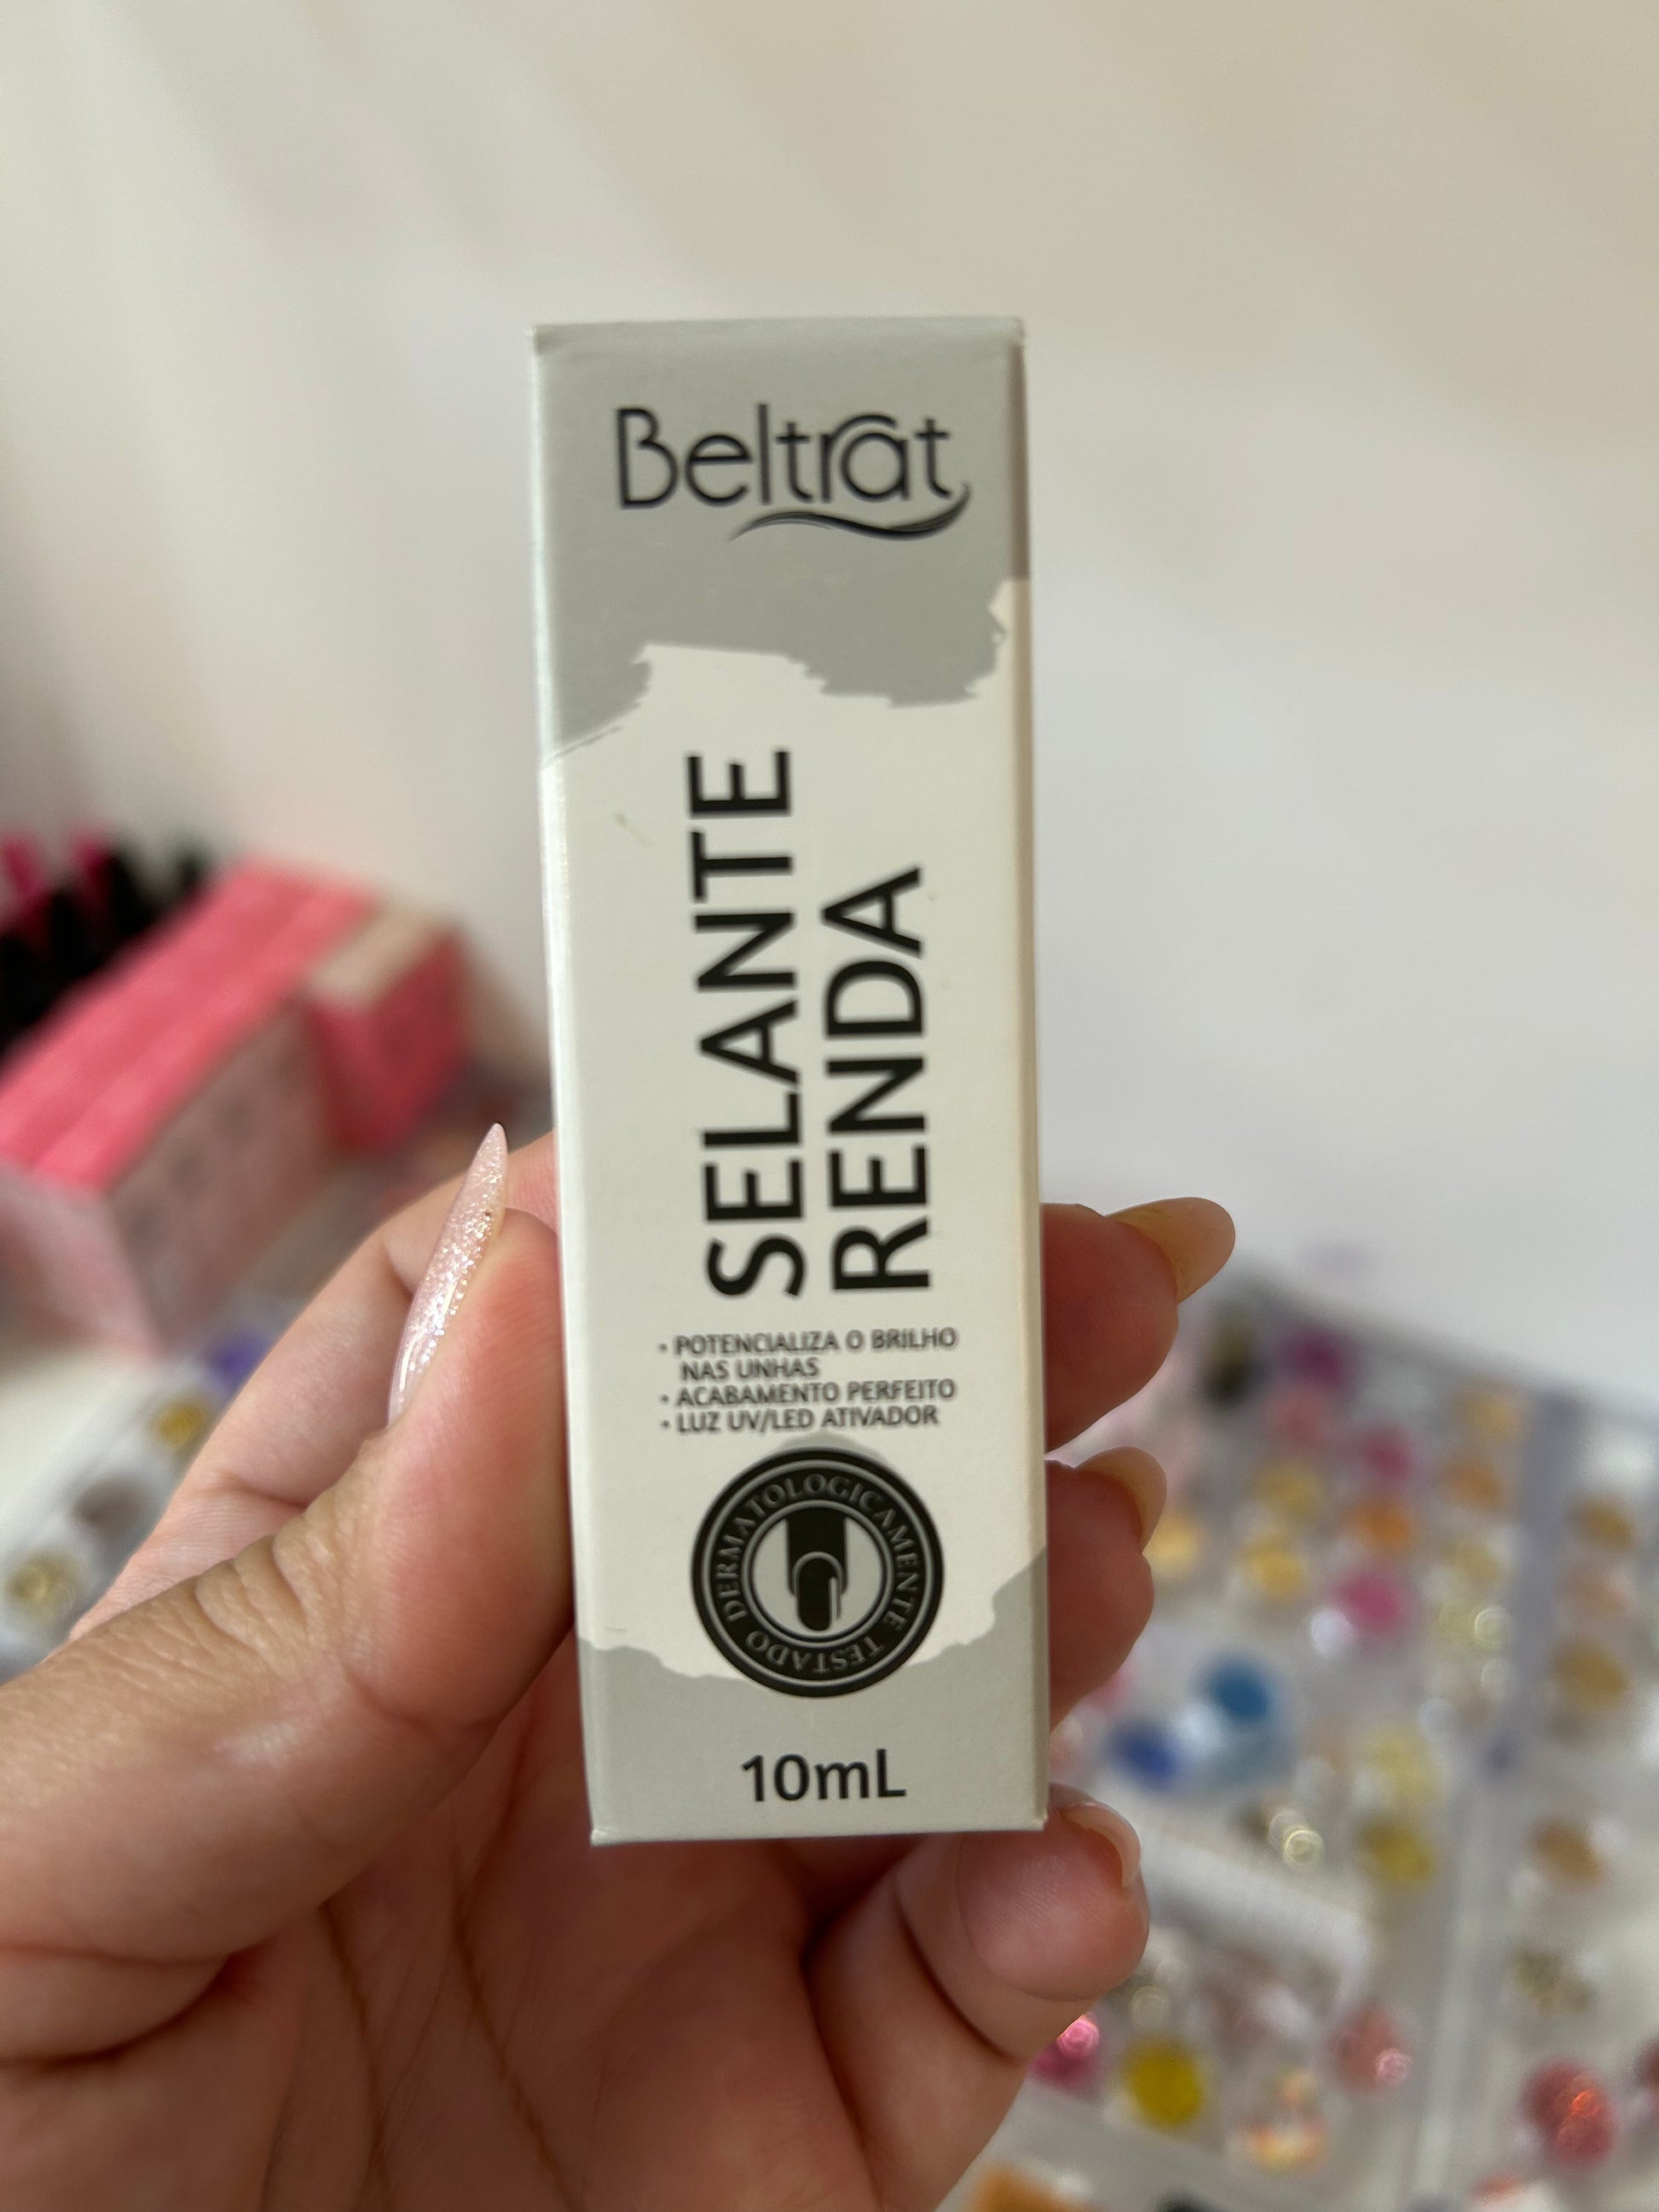 Beltrat
SELANTE
RENDA
• POTENCIALIZA O BRILHO
NAS UNHAS
• ACABAMENTO PERFEITO
• LUZ UV/LED ATIVADOR
DERMATOLOGICAMENTE TESTADO
10mL